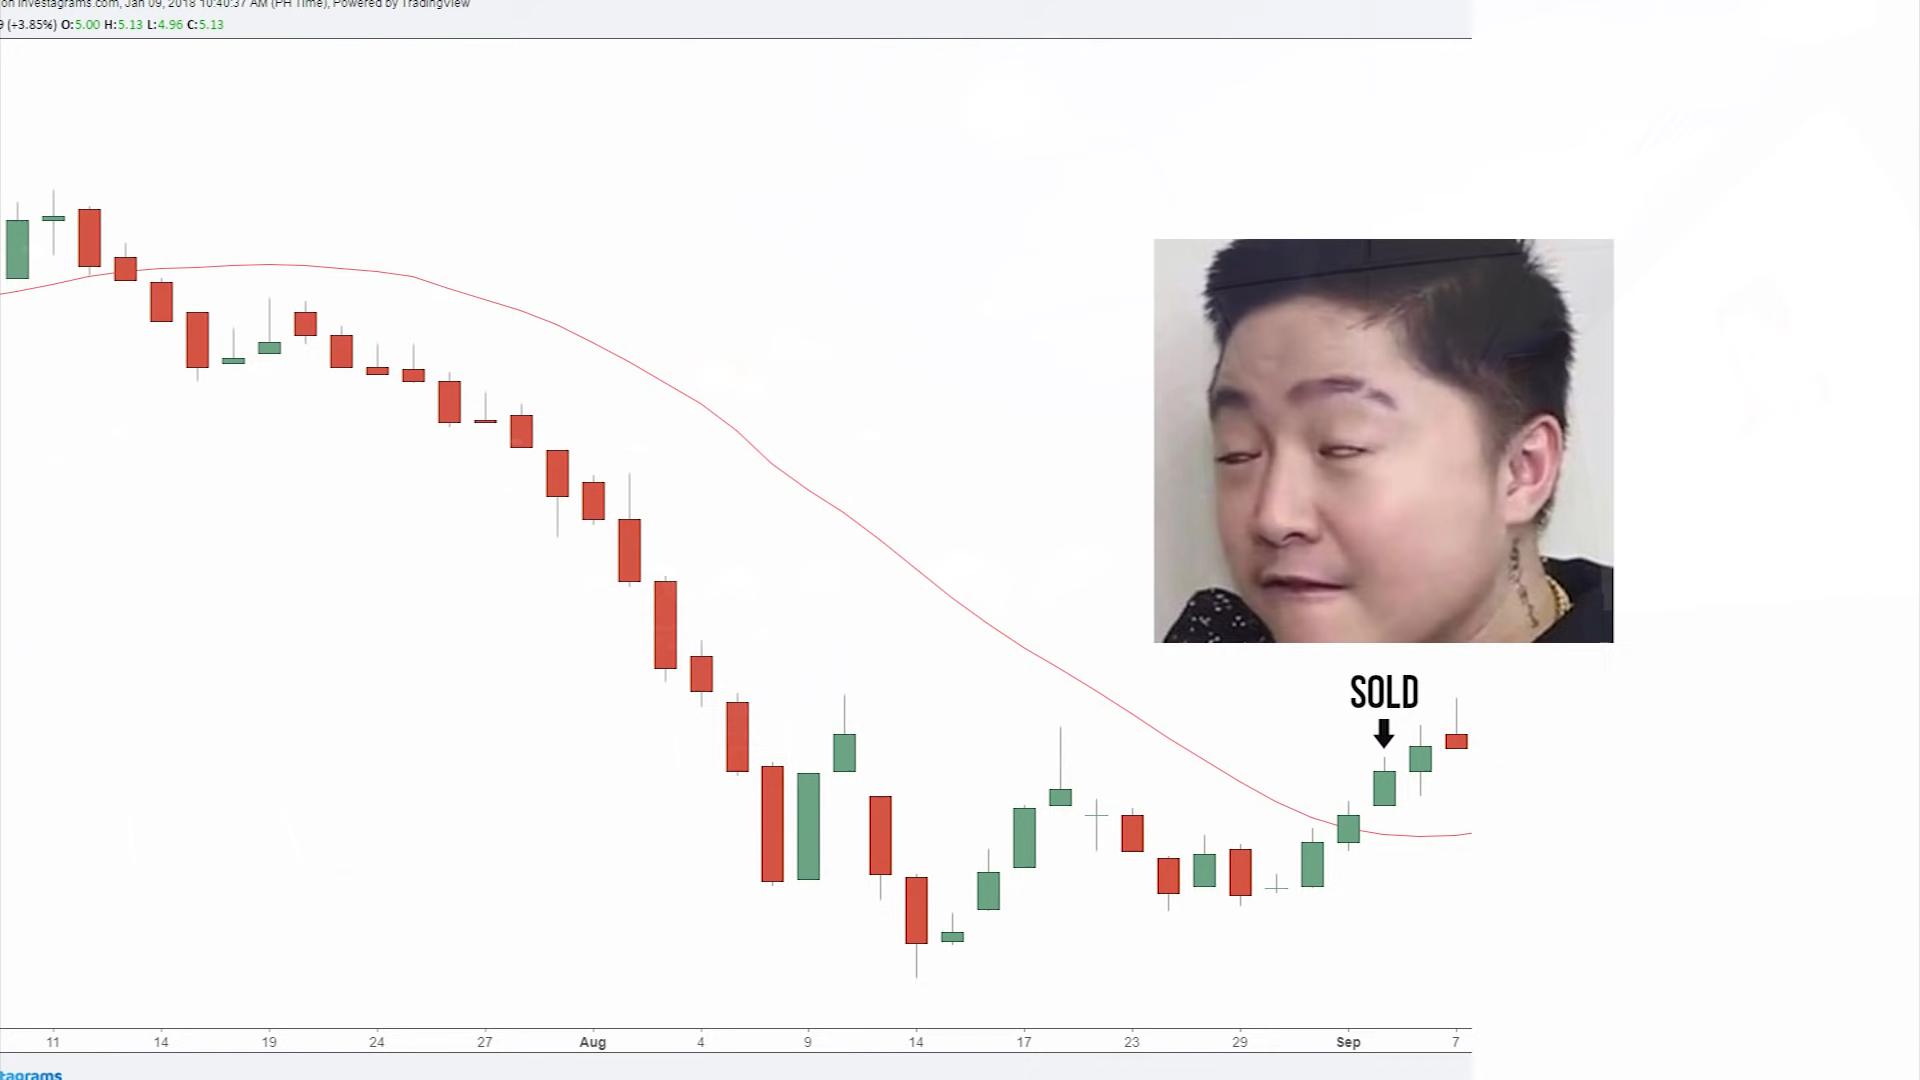 on Investagrams.com, Jan 09, 2018 10:40:37 AM (PH Time), Powered by TradingView
9 (+3.85%) O:5.00 H:5.13 L:4.96 C:5.13
SOLD
11 14 19 24 27 Aug 4 9 14 17 23 29 Sep 7
stagrams